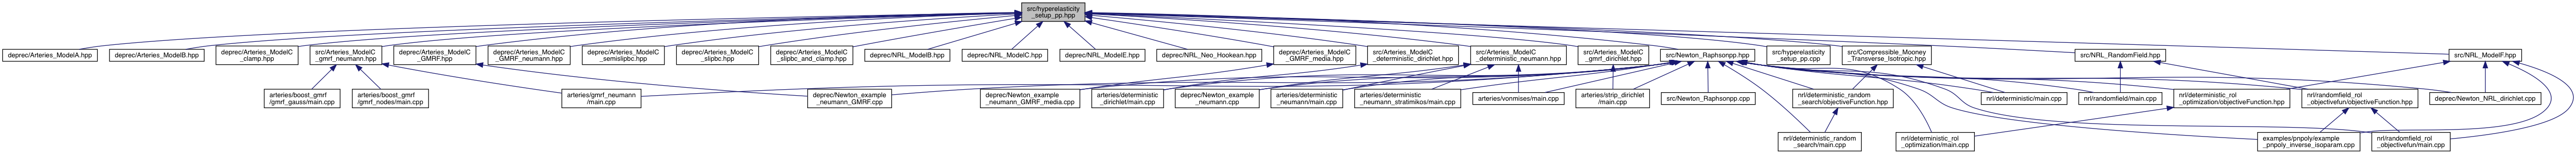 src/hyperelasticity
_setup_pp.hpp
deprec/Arteries_ModelA.hpp
deprec/Arteries_ModelB.hpp
deprec/Arteries_ModelC
_clamp.hpp
src/Arteries_ModelC
_gmrf_neumann.hpp
deprec/Arteries_ModelC
_GMRF.hpp
deprec/Arteries_ModelC
_GMRF_neumann.hpp
deprec/Arteries_ModelC
_semislipbc.hpp
deprec/Arteries_ModelC
_slipbc.hpp
deprec/Arteries_ModelC
_slipbc_and_clamp.hpp
deprec/NRL_ModelB.hpp
deprec/NRL_ModelC.hpp
deprec/NRL_ModelE.hpp
deprec/NRL_Neo_Hookean.hpp
deprec/Arteries_ModelC
_GMRF_media.hpp
src/Arteries_ModelC
_deterministic_dirichlet.hpp
src/Arteries_ModelC
_deterministic_neumann.hpp
src/Arteries_ModelC
_gmrf_dirichlet.hpp
src/Newton_Raphsonpp.hpp
src/hyperelasticity
_setup_pp.cpp
src/Compressible_Mooney
_Transverse_Isotropic.hpp
src/NRL_RandomField.hpp
src/NRL_ModelF.hpp
arteries/boost_gmrf
/gmrf_gauss/main.cpp
arteries/boost_gmrf
/gmrf_nodes/main.cpp
arteries/gmrf_neumann
/main.cpp
deprec/Newton_example
_neumann_GMRF.cpp
deprec/Newton_example
_neumann_GMRF_media.cpp
arteries/deterministic
_dirichlet/main.cpp
deprec/Newton_example
_neumann.cpp
arteries/deterministic
_neumann/main.cpp
arteries/deterministic
_neumann_stratimikos/main.cpp
arteries/vonmises/main.cpp
arteries/strip_dirichlet
/main.cpp
src/Newton_Raphsonpp.cpp
nrl/deterministic_random
_search/objectiveFunction.hpp
nrl/deterministic/main.cpp
nrl/randomfield/main.cpp
nrl/deterministic_rol
_optimization/objectiveFunction.hpp
nrl/randomfield_rol
_objectivefun/objectiveFunction.hpp
deprec/Newton_NRL_dirichlet.cpp
nrl/deterministic_random
_search/main.cpp
nrl/deterministic_rol
_optimization/main.cpp
examples/pnpoly/example
_pnpoly_inverse_isoparam.cpp
nrl/randomfield_rol
_objectivefun/main.cpp